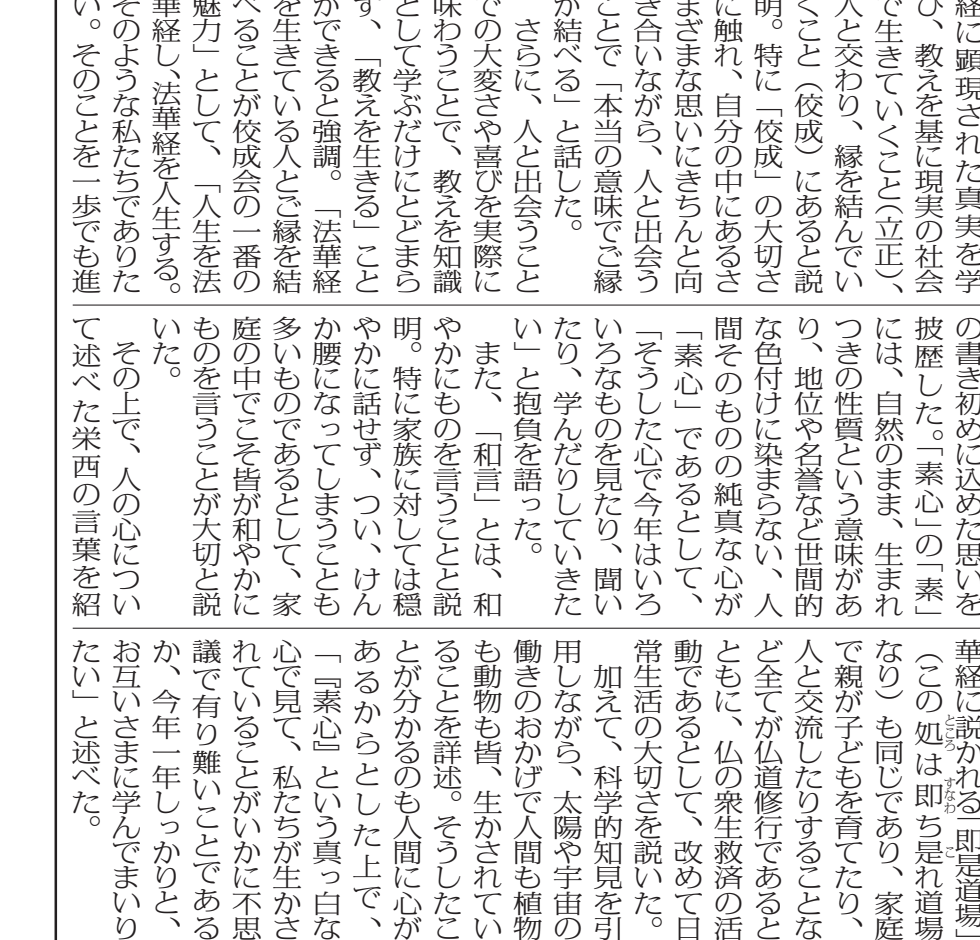 経に顕現された真実を学
び、教えを基に現実の社会
で生きていくこと（立正）、
人と交わり、縁を結んでい
くこと（佼成）にあると説
明。特に「佼成」の大切さ
に触れ、自分の中にあるさ
まざまな思いにきちんと向
き合いながら、人と出会う
ことで「本当の意味でご縁
が結べる」と話した。
さらに、人と出会うこと
での大変さや喜びを実際に
味わうことで、教えを知識
として学ぶだけにとどまら
ず、「教えを生きる」こと
ができると強調。「法華経
を生きている人とご縁を結
べることが佼成会の一番の
魅力」として、「人生を法
華経し、法華経を人生する。
そのような私たちでありた
い。そのことを一歩でも進
の書き初めに込めた思いを
披歴した。「素心」の「素」
には、自然のまま、生まれ
つきの性質という意味があ
り、地位や名誉など世間的
な色付けに染まらない、人
間そのものの純真な心が
「素心」であるとして、
「そうした心で今年はいろ
いろなものを見たり、聞い
たり、学んだりしていきた
い」と抱負を語った。
また、「和言」とは、和
やかにものを言うことと説
明。特に家族に対しては穏
やかに話せず、つい、けん
か腰になってしまうことも
多いものであるとして、家
庭の中でこそ皆が和やかに
ものを言うことが大切と説
いた。
その上で、人の心につい
て述べた栄西の言葉を紹
華経に説かれる「即是道場」
（この処ところは即すなわち是こ れ道場
なり）も同じであり、家庭
で親が子どもを育てたり、
人と交流したりすることな
ど全てが仏道修行であると
ともに、仏の衆生救済の活
動であるとして、改めて日
常生活の大切さを説いた。
加えて、科学的知見を引
用しながら、太陽や宇宙の
働きのおかげで人間も植物
も動物も皆、生かされてい
ることを詳述。そうしたこ
とが分かるのも人間に心が
あるからとした上で、
「『素心』という真っ白な
心で見て、私たちが生かさ
れていることがいかに不思
議で有り難いことである
か、今年一年しっかりと、
お互いさまに学んでまいり
たい」と述べた。